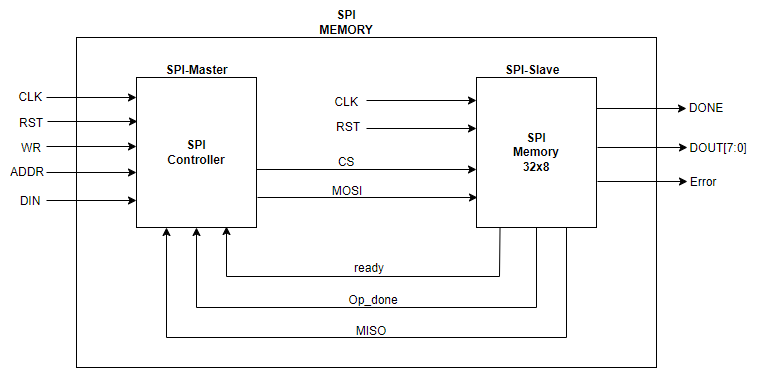 SPI
MEMORY
SPI-Master
SPI-Slave
CLK
RST
WR
ADDR
DIN
SPI
Controller
CLK
RST
CS
MOSI
SPI
Memory
32x8
DONE
DOUT[7:0]
Error
ready
Op_done
MISO